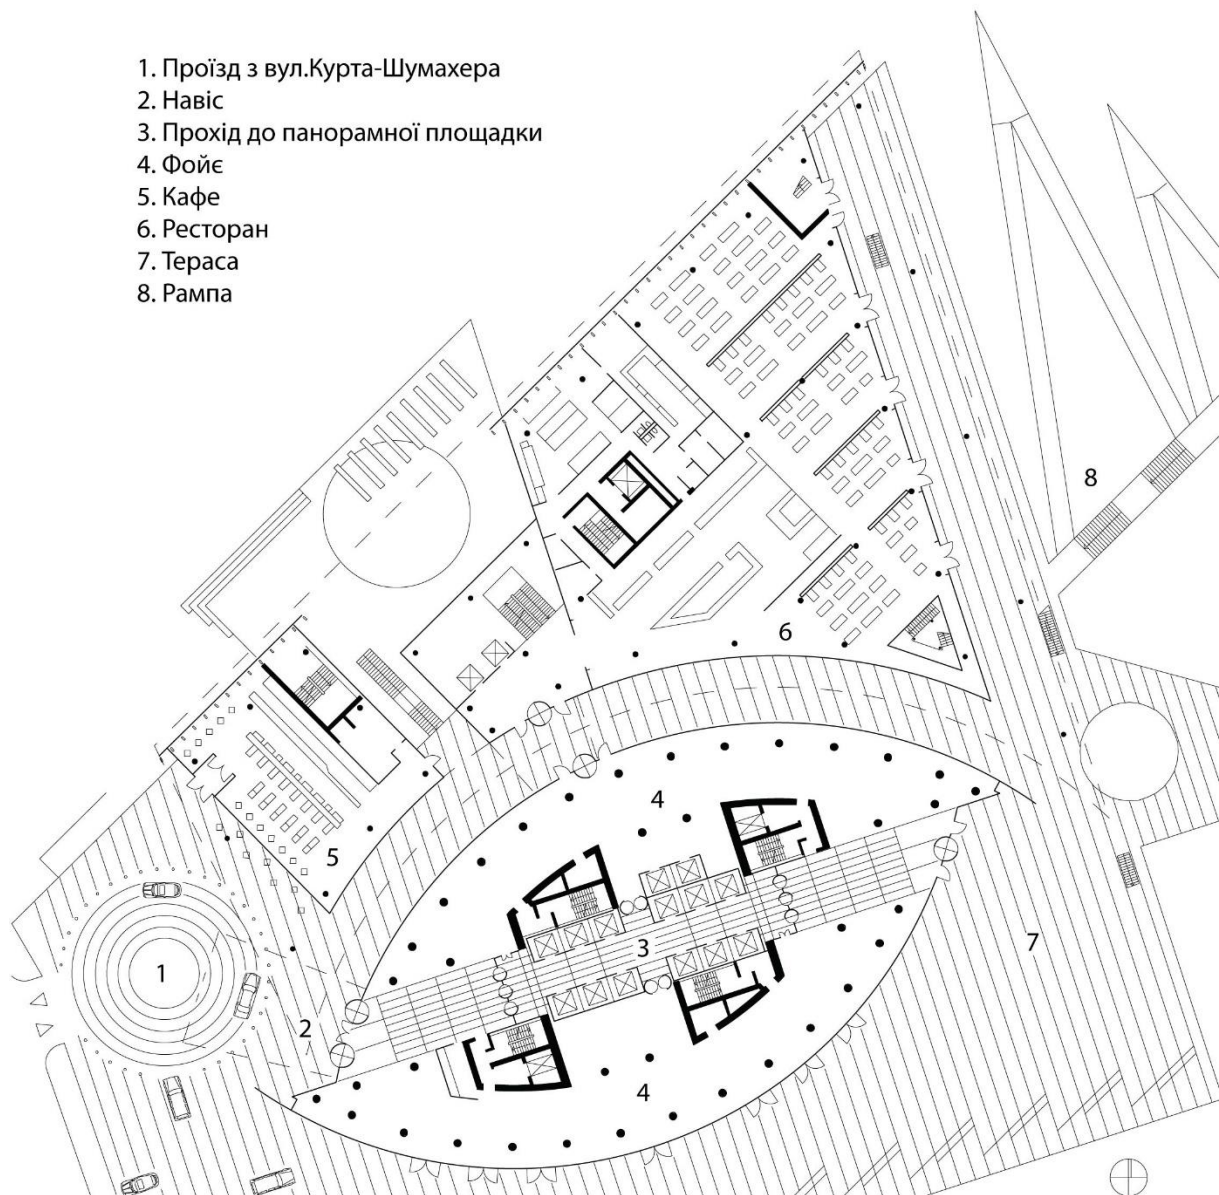 1. Проїзд з вул.Курта-Шумахера
2. Навіс
3. Прохід до панорамної площадки
4. Фойє
5. Кафе
6. Ресторан
7. Тераса
8. Рампа
8
6
4
5
3
7
1
2
4